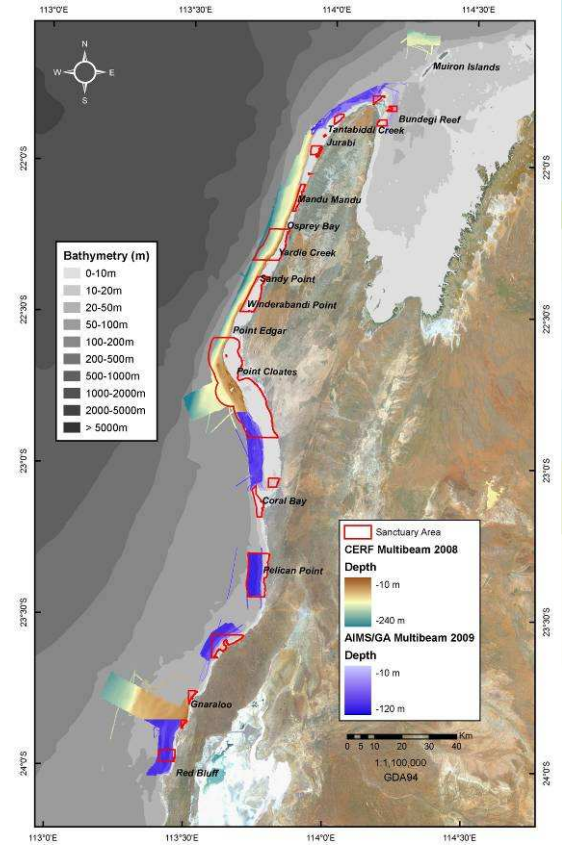 113°0'E
113°30'E
114°0'E
114°30'E
N
W
E
S
Muiron Islands
Bundegi Reef
Tantabiddi Creek
Jurabi
22°0'S
22°0'S
Mandu Mandu
Osprey Bay
Yardie Creek
Sandy Point
Winderabandi Point
Point Edgar
Point Cloates
Bathymetry (m)
0-10m
10-20m
20-50m
50-100m
100-200m
200-500m
500-1000m
1000-2000m
2000-5000m
> 5000m
22°30'S
22°30'S
23°0'S
23°0'S
Coral Bay
Pelican Point
Sanctuary Area
CERF Multibeam 2008
Depth
-10 m
-240 m
AIMS/GA Multibeam 2009
Depth
-10 m
-120 m
23°30'S
23°30'S
Gnaraloo
Red Bluff
Km
0 5 10 20 30 40
1:1,100,000
GDA94
24°0'S
24°0'S
113°0'E
113°30'E
114°0'E
114°30'E